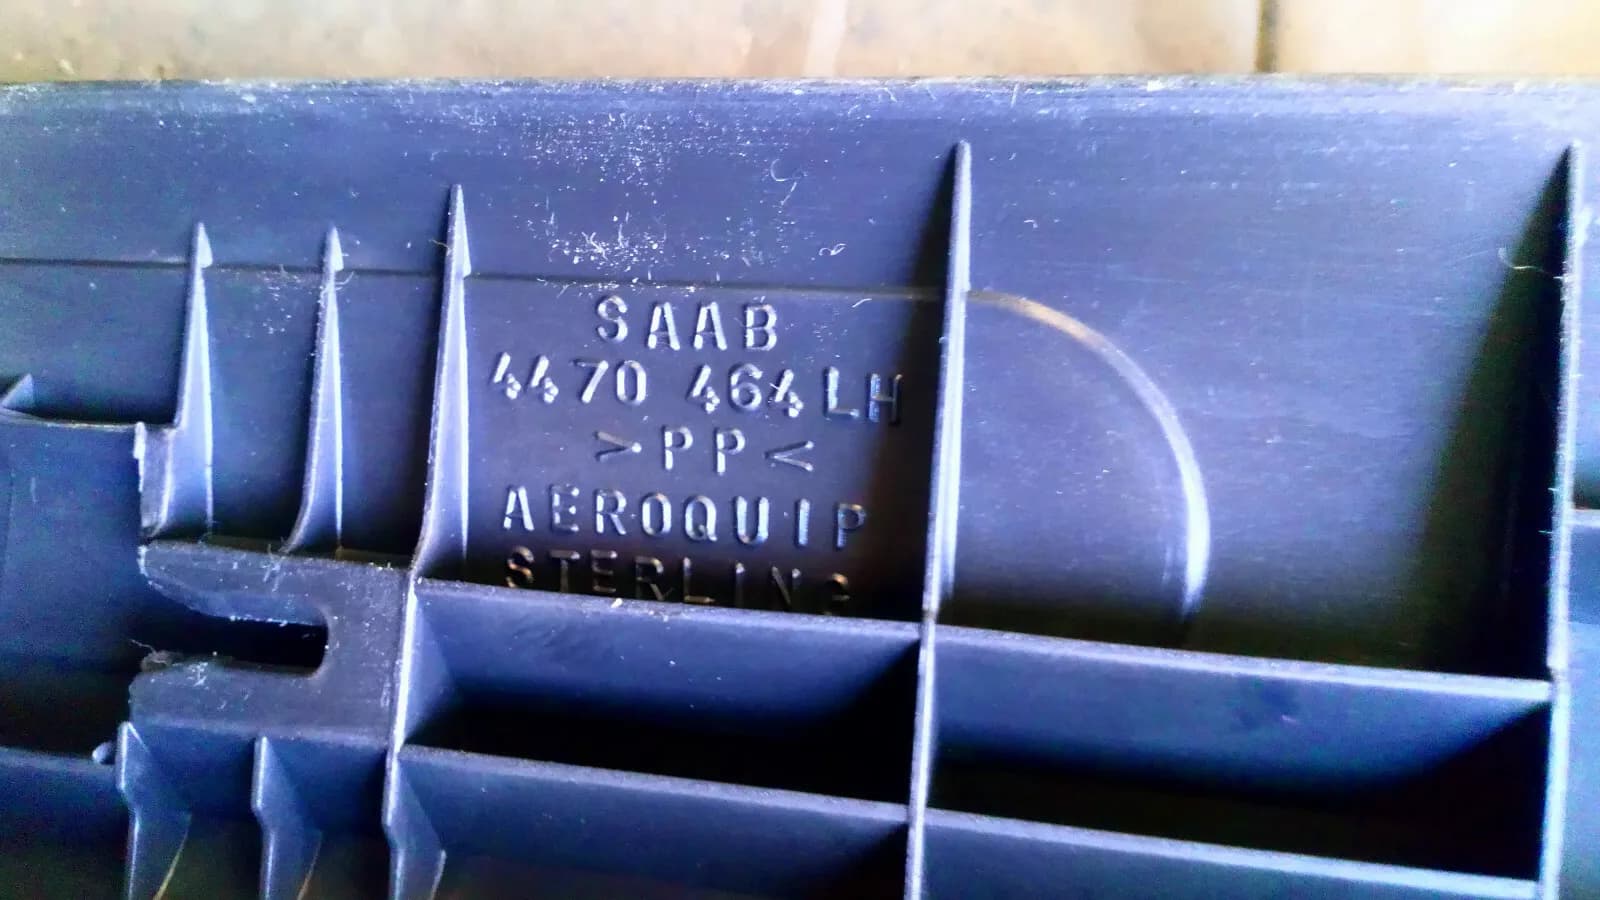 SAAB
4470 464 LH
>PP<
AEROQUIP
STERLING